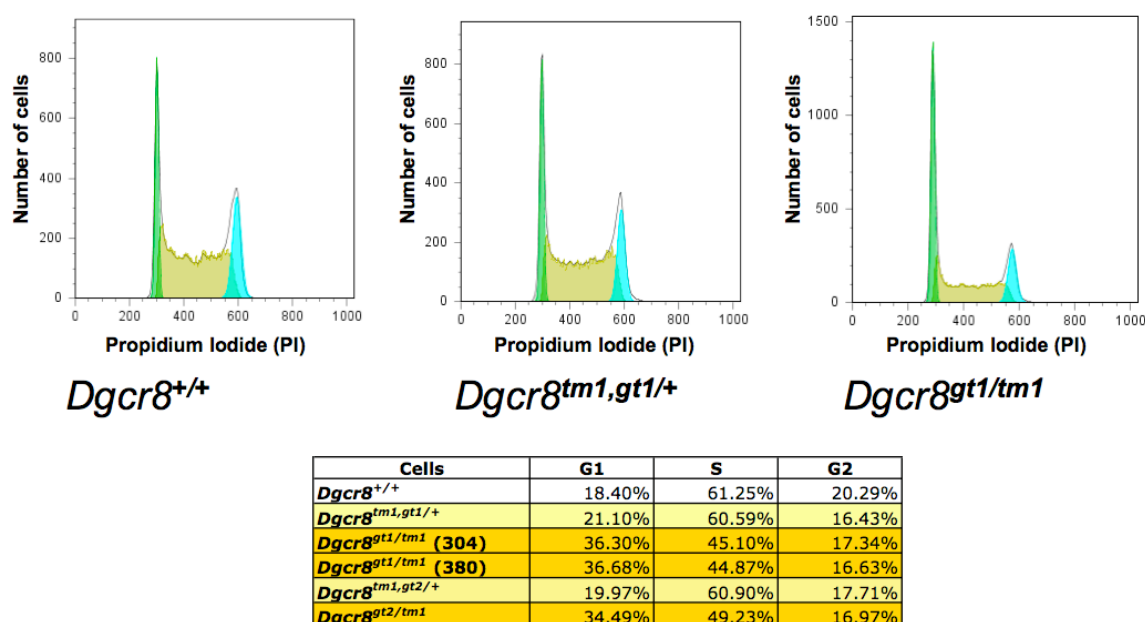 800
600
400
200
0
0 200 400 600 800 1000
Number of cells
Propidium Iodide (PI)
Dgcr8+/+
800
600
400
200
0
0 200 400 600 800 1000
Number of cells
Propidium Iodide (PI)
Dgcr8tm1,gt1/+
1500
1000
500
0
0 200 400 600 800 1000
Number of cells
Propidium Iodide (PI)
Dgcr8gt1/tm1
Cells G1 S G2
Dgcr8+/+ 18.40% 61.25% 20.29%
Dgcr8tm1,gt1/+ 21.10% 60.59% 16.43%
Dgcr8gt1/tm1 (304) 36.30% 45.10% 17.34%
Dgcr8gt1/tm1 (380) 36.68% 44.87% 16.63%
Dgcr8tm1,gt2/+ 19.97% 60.90% 17.71%
Dgcr8gt2/tm1 34.49% 49.23% 16.97%